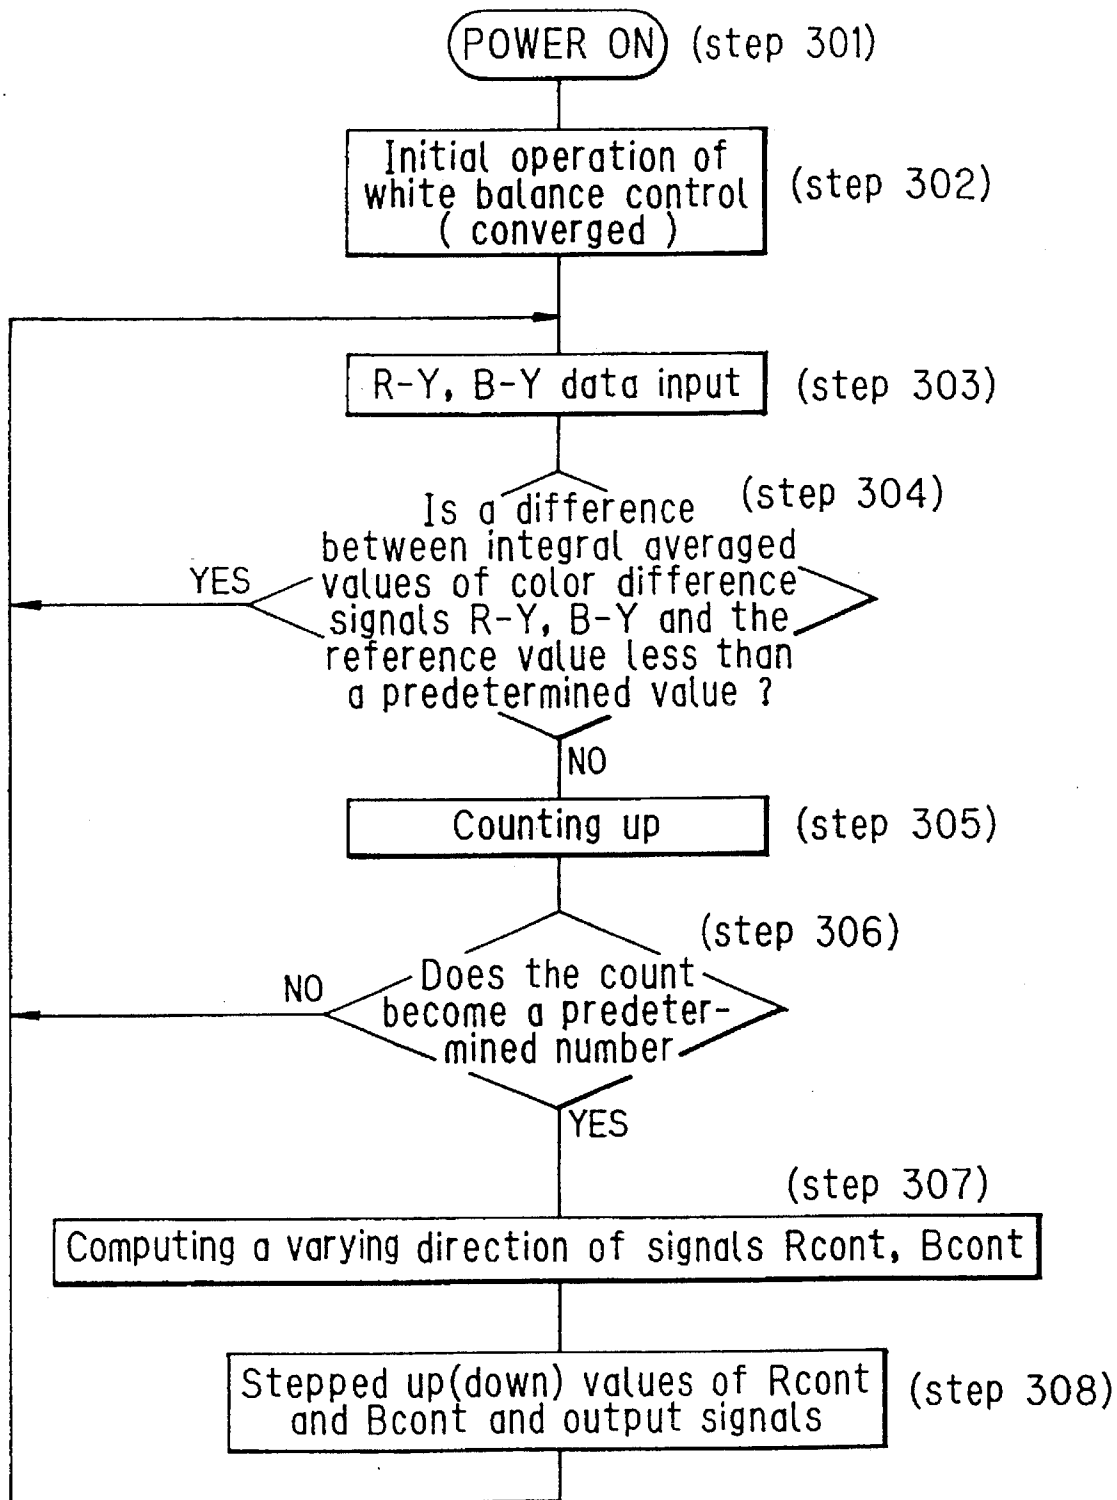 POWER ON (step 301)
Initial operation of
white balance control
( converged )
(step 302)
R-Y, B-Y data input (step 303)
(step 304)
Is a difference
between integral averaged
values of color difference
signals R-Y, B-Y and the
reference value less than
a predetermined value ?
YES
NO
Counting up (step 305)
(step 306)
Does the count
become a predeter-
mined number
NO
YES
(step 307)
Computing a varying direction of signals Rcont, Bcont
Stepped up(down) values of Rcont
and Bcont and output signals
(step 308)